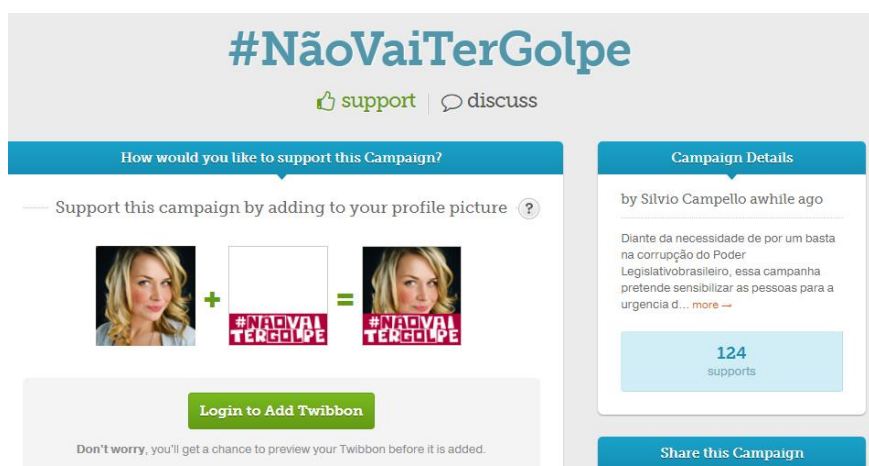 #NãoVaiTerGolpe
support
discuss
How would you like to support this Campaign?
Support this campaign by adding to your profile picture ?
+
#NAOVAI
TERGOLPE
=
#NAOVAI
TERGOLPE
Login to Add Twibbon
Don't worry, you'll get a chance to preview your Twibbon before it is added.
Campaign Details
by Silvio Campello awhile ago
Diante da necessidade de por um basta
na corrupção do Poder
Legislativobrasileiro, essa campanha
pretende sensibilizar as pessoas para a
urgencia d... more →
124
supports
Share this Campaign